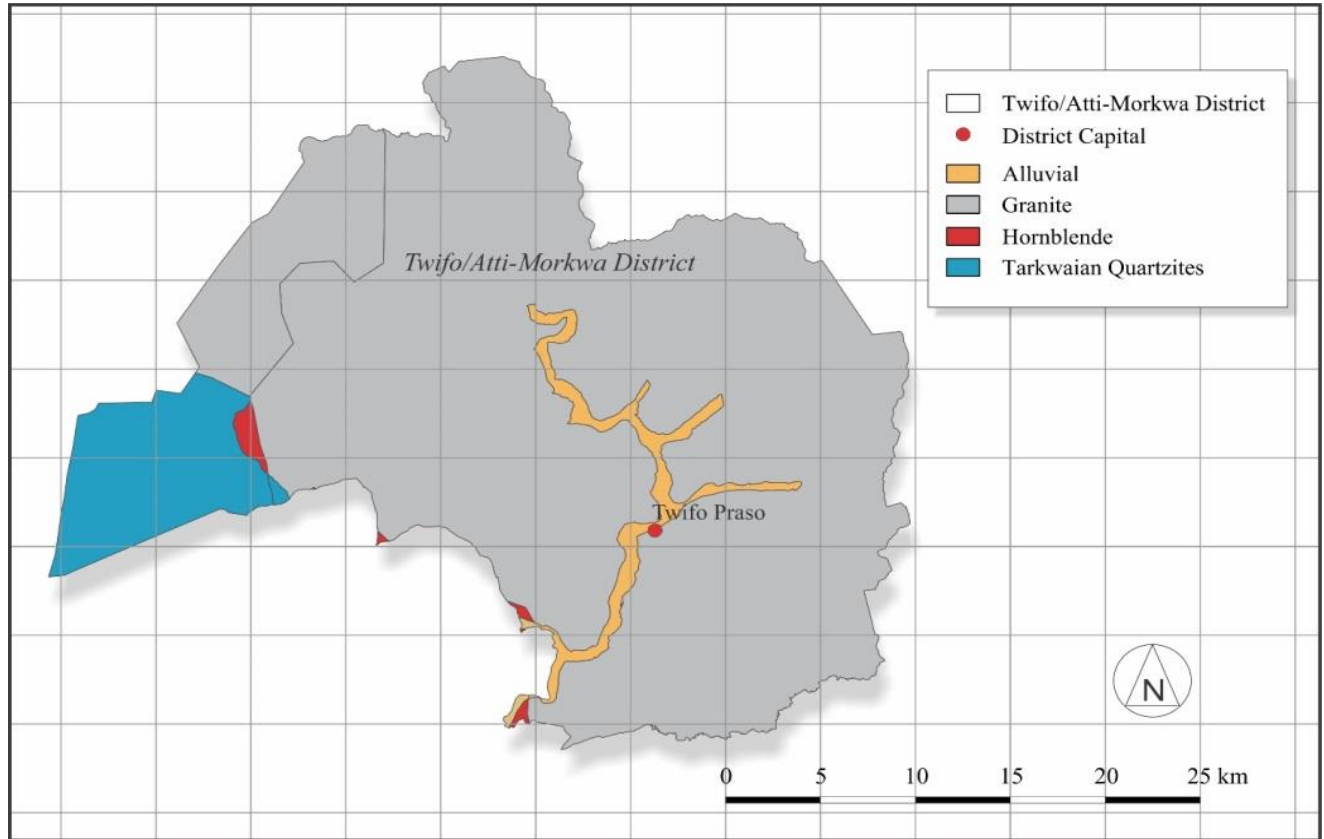 Twifo/Atti-Morkwa District
District Capital
Alluvial
Granite
Hornblende
Tarkwaian Quartzites
Twifo/Atti-Morkwa District
Twifo Praso
N
0 5 10 15 20 25 km